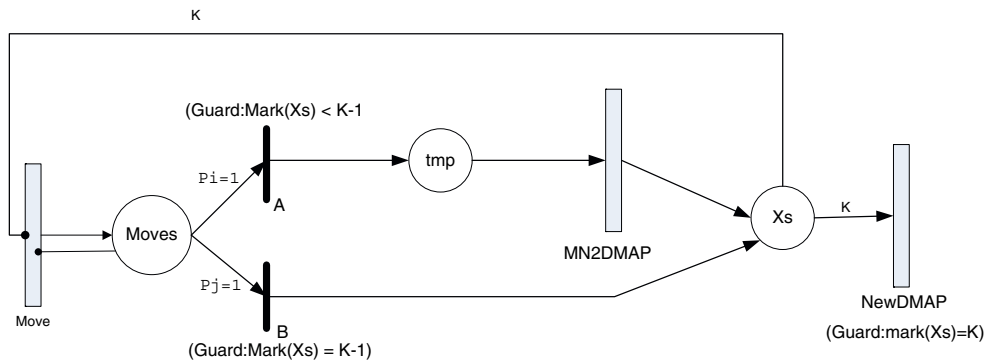 K
(Guard:Mark(Xs) < K-1
Pi=1
A
tmp
MN2DMAP
Moves
Xs
K
Move
Pj=1
B
(Guard:Mark(Xs) = K-1)
NewDMAP
(Guard:mark(Xs)=K)